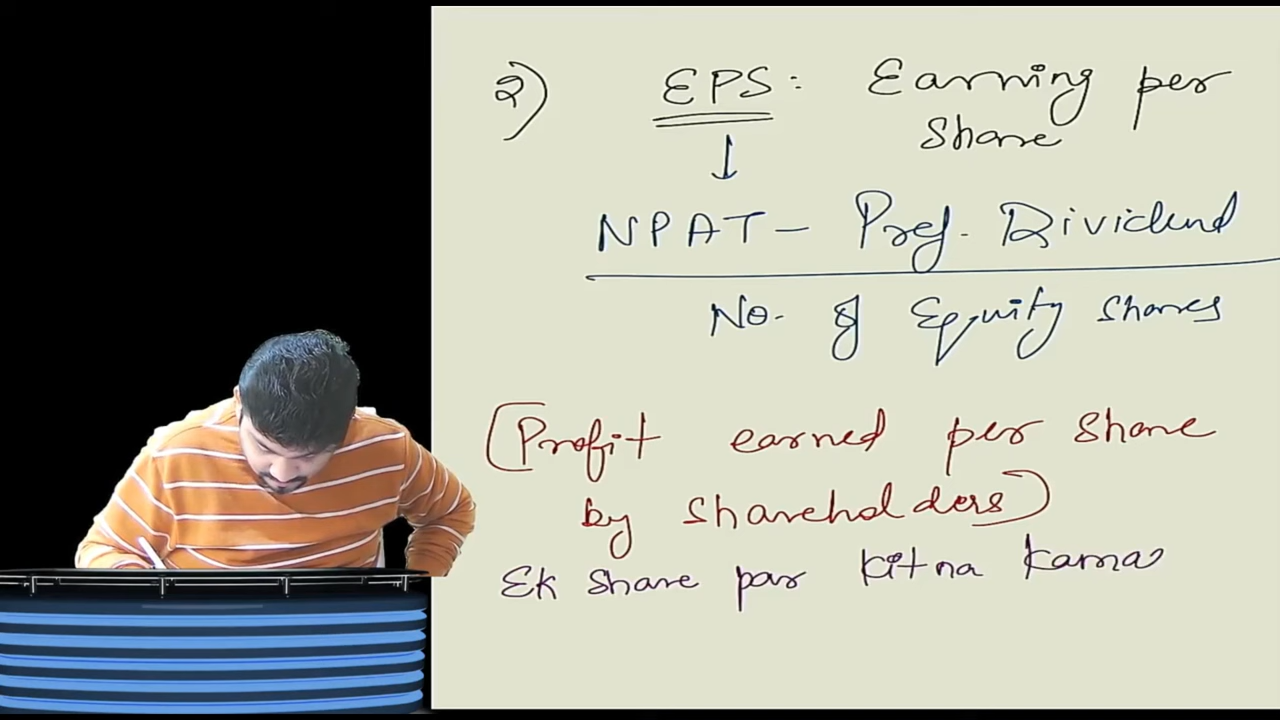 2) EPS: Earning per
Share
↓
NPAT - Pref. Dividend
No. of Equity Shares
(Profit earned per share
by shareholders)
Ek share par kitna kama